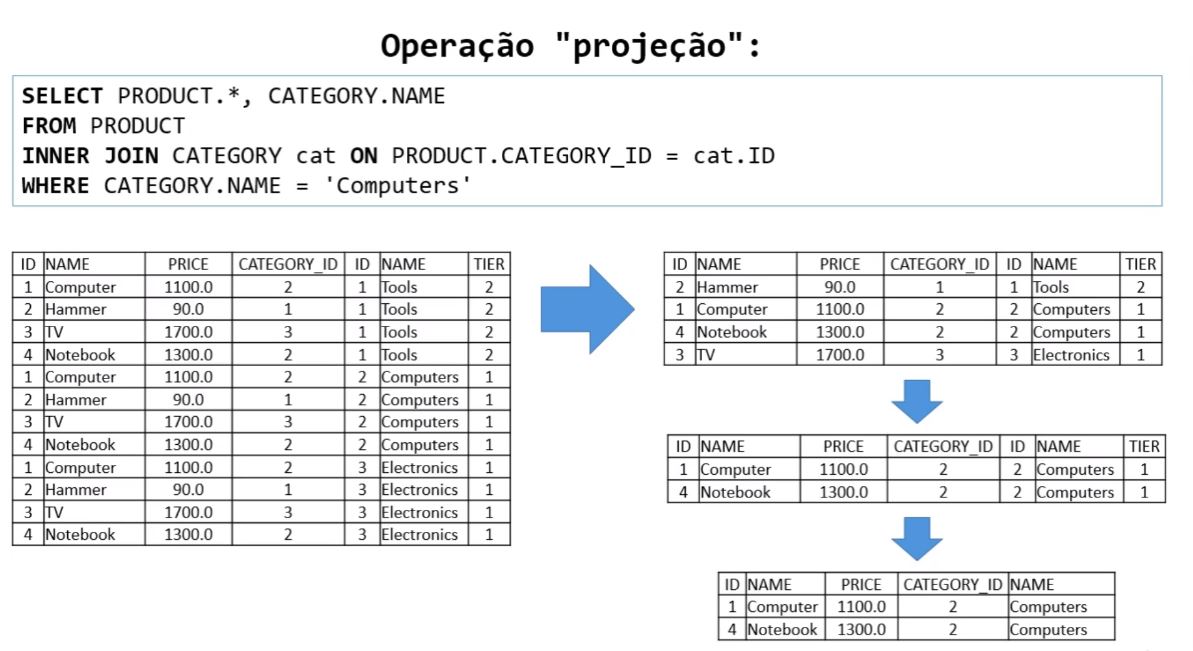 Operação "projeção":
SELECT PRODUCT.*, CATEGORY.NAME
FROM PRODUCT
INNER JOIN CATEGORY cat ON PRODUCT.CATEGORY_ID = cat.ID
WHERE CATEGORY.NAME = 'Computers'
ID NAME PRICE CATEGORY_ID ID NAME TIER
1 Computer 1100.0 2 1 Tools 2
2 Hammer 90.0 1 1 Tools 2
3 TV 1700.0 3 1 Tools 2
4 Notebook 1300.0 2 1 Tools 2
1 Computer 1100.0 2 2 Computers 1
2 Hammer 90.0 1 2 Computers 1
3 TV 1700.0 3 2 Computers 1
4 Notebook 1300.0 2 2 Computers 1
1 Computer 1100.0 2 3 Electronics 1
2 Hammer 90.0 1 3 Electronics 1
3 TV 1700.0 3 3 Electronics 1
4 Notebook 1300.0 2 3 Electronics 1
ID NAME PRICE CATEGORY_ID ID NAME TIER
2 Hammer 90.0 1 1 Tools 2
1 Computer 1100.0 2 2 Computers 1
4 Notebook 1300.0 2 2 Computers 1
3 TV 1700.0 3 3 Electronics 1
ID NAME PRICE CATEGORY_ID ID NAME TIER
1 Computer 1100.0 2 2 Computers 1
4 Notebook 1300.0 2 2 Computers 1
ID NAME PRICE CATEGORY_ID NAME
1 Computer 1100.0 2 Computers
4 Notebook 1300.0 2 Computers